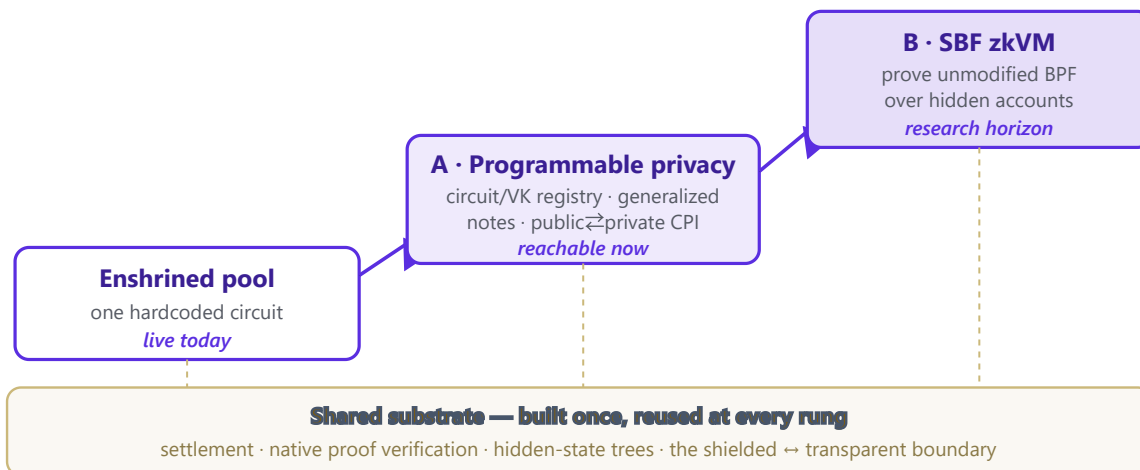 B · SBF zkVM
prove unmodified BPF
over hidden accounts
research horizon
A · Programmable privacy
circuit/VK registry · generalized
notes · public⇄private CPI
reachable now
Enshrined pool
one hardcoded circuit
live today
Shared substrate — built once, reused at every rung
settlement · native proof verification · hidden-state trees · the shielded ↔ transparent boundary